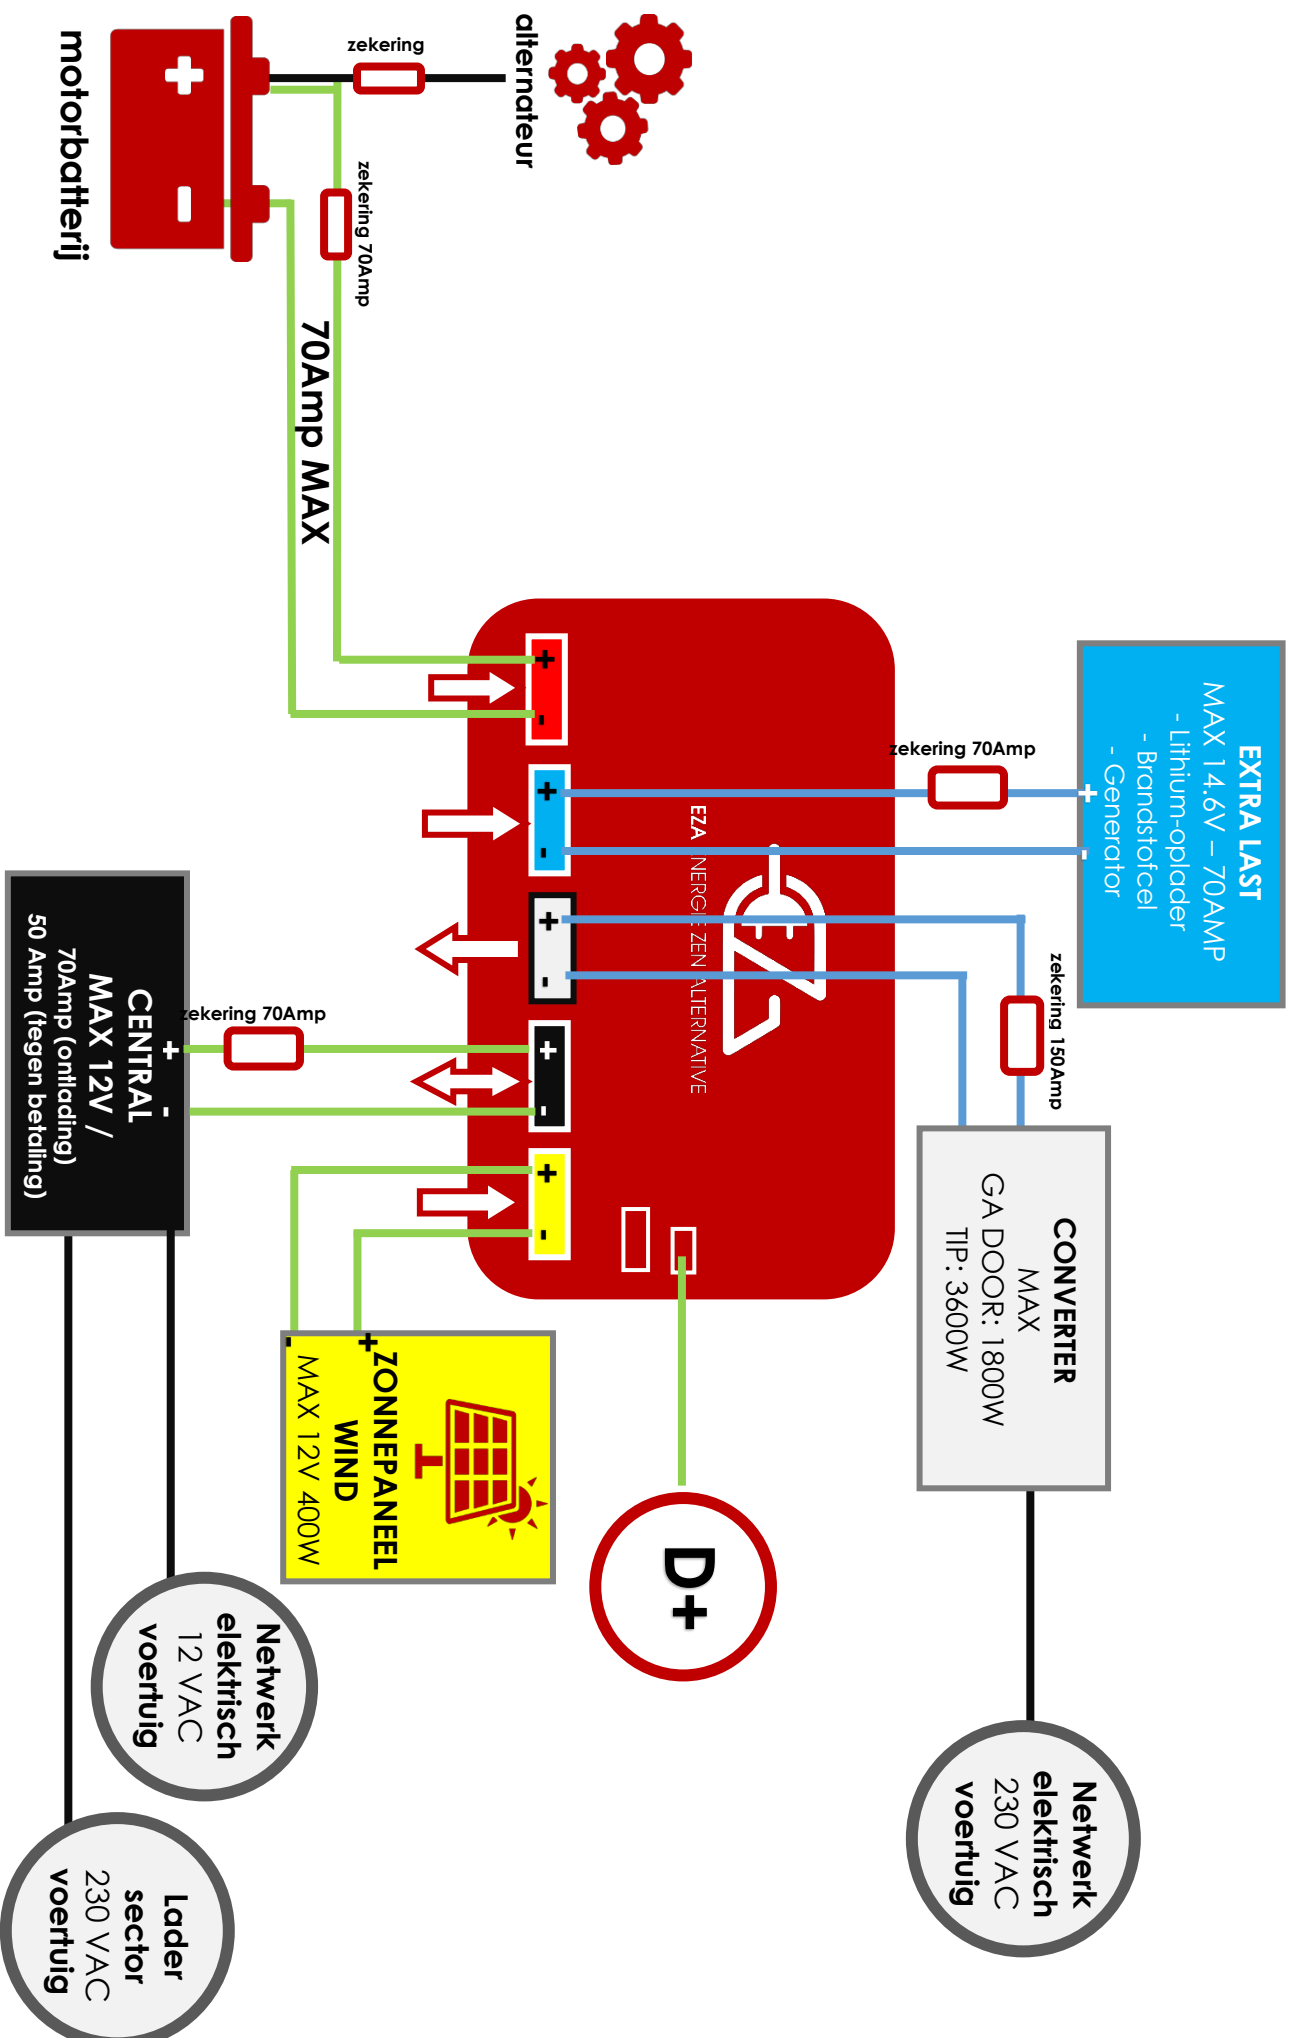 alternateur
zekering
motorbatterij
zekering 70Amp
70Amp MAX
EXTRA LAST
MAX 14.6V – 70AMP
- Lithium-oplader
- Brandstofcel
- Generator
zekering 70Amp
EZA ENERGIE ZEN ALTERNATIVE
zekering 150Amp
CONVERTER
MAX
GA DOOR: 1800W
TIP: 3600W
zekering 70Amp
CENTRAL
MAX 12V /
70Amp (ontlading)
50 Amp (tegen betaling)
ZONNEPANEEL
WIND
MAX 12V 400W
D+
Netwerk
elektrisch
230 VAC
voertuig
Netwerk
elektrisch
12 VAC
voertuig
Lader
sector
230 VAC
voertuig